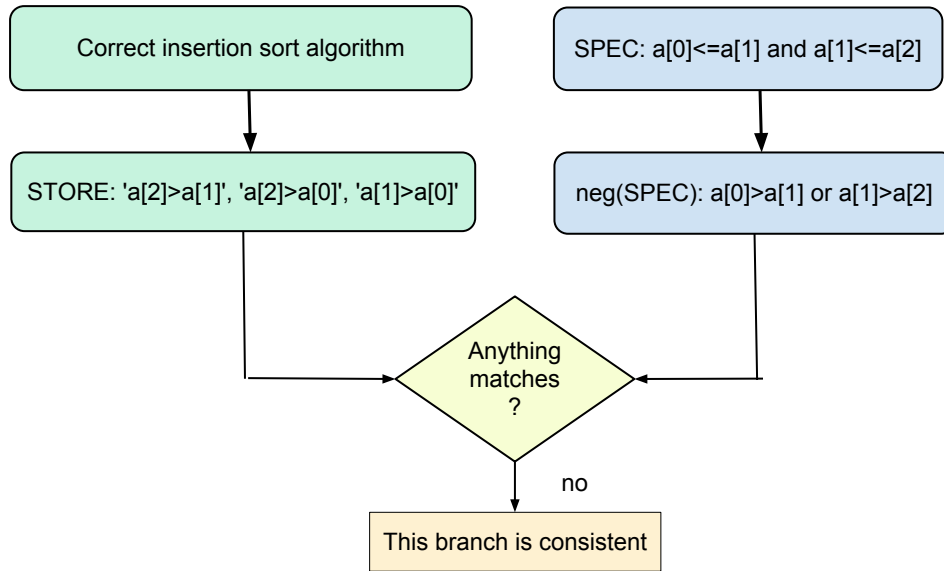 Correct insertion sort algorithm
SPEC: a[0]<=a[1] and a[1]<=a[2]
STORE: 'a[2]>a[1]', 'a[2]>a[0]', 'a[1]>a[0]'
neg(SPEC): a[0]>a[1] or a[1]>a[2]
Anything
matches
?
no
This branch is consistent